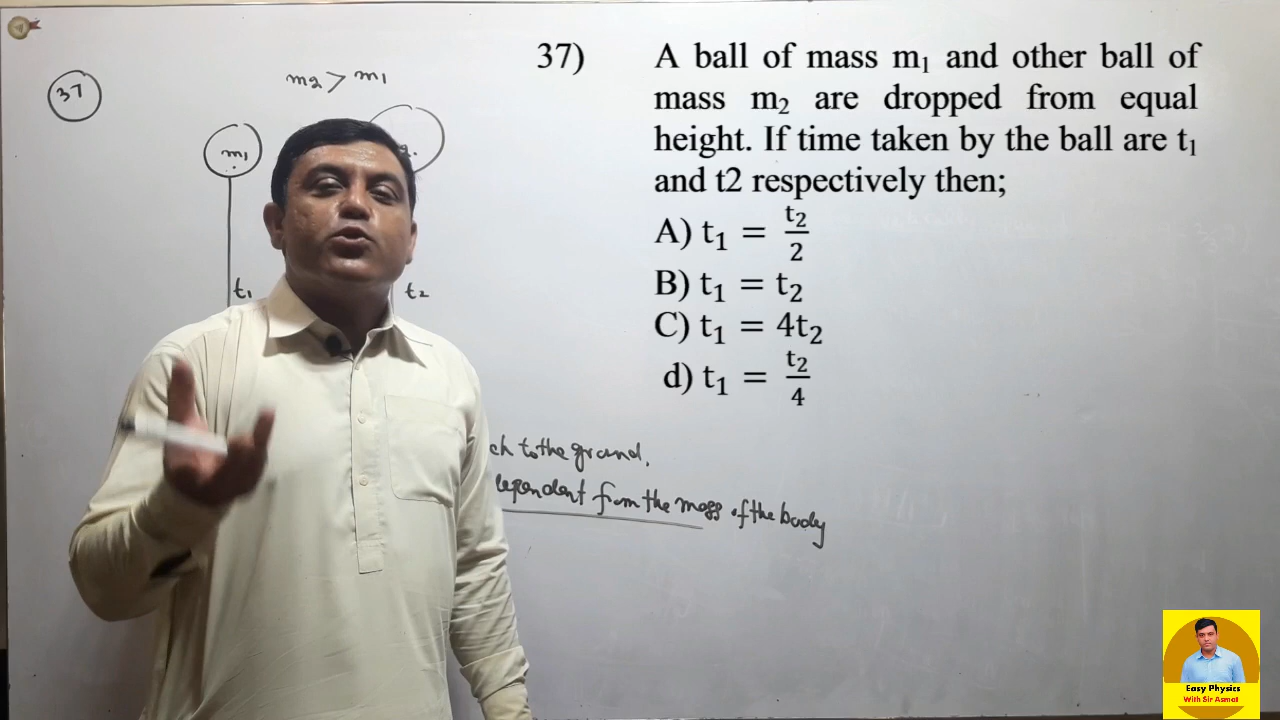 37
m2 > m1
m1
t1
t2
to the ground.
from the mass of the body
37) A ball of mass m₁ and other ball of
mass m₂ are dropped from equal
height. If time taken by the ball are t₁
and t2 respectively then;
A) t₁ = t₂/2
B) t₁ = t₂
C) t₁ = 4t₂
d) t₁ = t₂/4
Easy Physics
With Sir Asmat